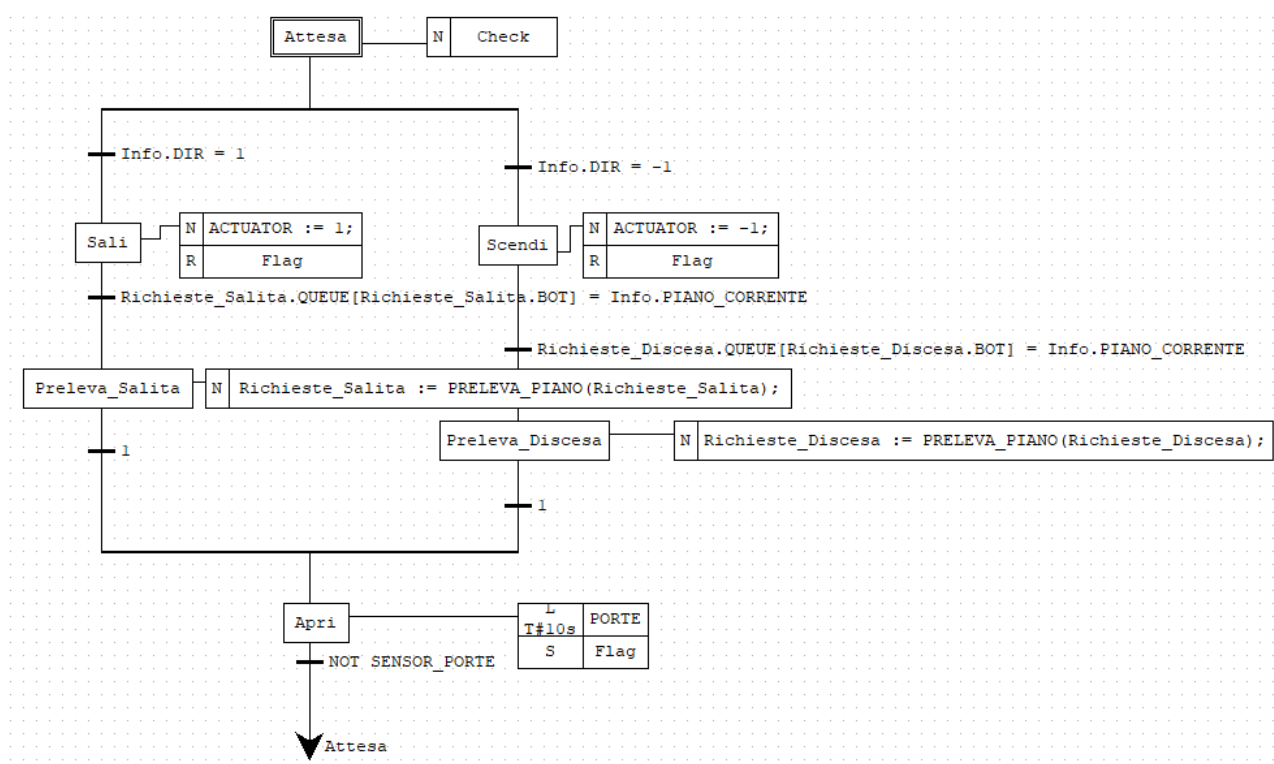 Attesa
N Check
Info.DIR = 1
Info.DIR = -1
Sali
N ACTUATOR := 1;
R Flag
Scendi
N ACTUATOR := -1;
R Flag
Richieste_Salita.QUEUE[Richieste_Salita.BOT] = Info.PIANO_CORRENTE
Richieste_Discesa.QUEUE[Richieste_Discesa.BOT] = Info.PIANO_CORRENTE
Preleva_Salita
N Richieste_Salita := PRELEVA_PIANO(Richieste_Salita);
Preleva_Discesa
N Richieste_Discesa := PRELEVA_PIANO(Richieste_Discesa);
1
1
Apri
L
T#10s PORTE
S Flag
NOT SENSOR_PORTE
Attesa